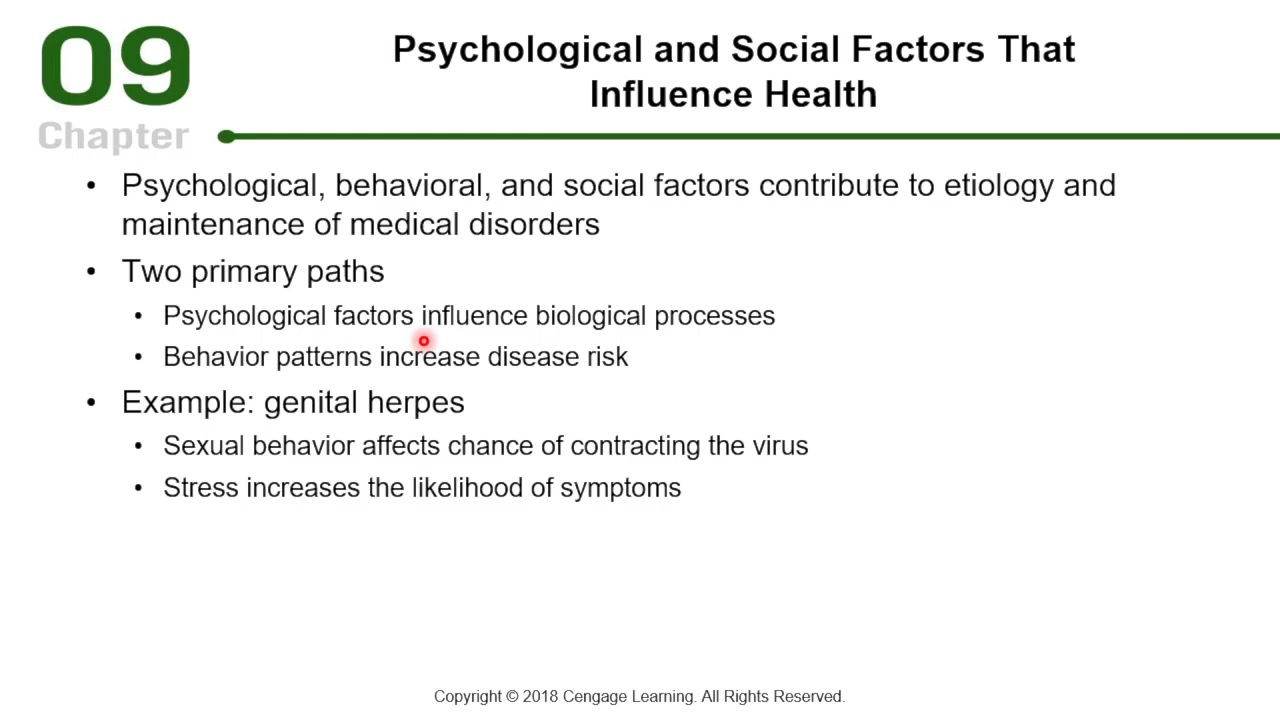 09
Chapter
Psychological and Social Factors That
Influence Health
• Psychological, behavioral, and social factors contribute to etiology and
maintenance of medical disorders
• Two primary paths
• Psychological factors influence biological processes
• Behavior patterns increase disease risk
• Example: genital herpes
• Sexual behavior affects chance of contracting the virus
• Stress increases the likelihood of symptoms
Copyright © 2018 Cengage Learning. All Rights Reserved.